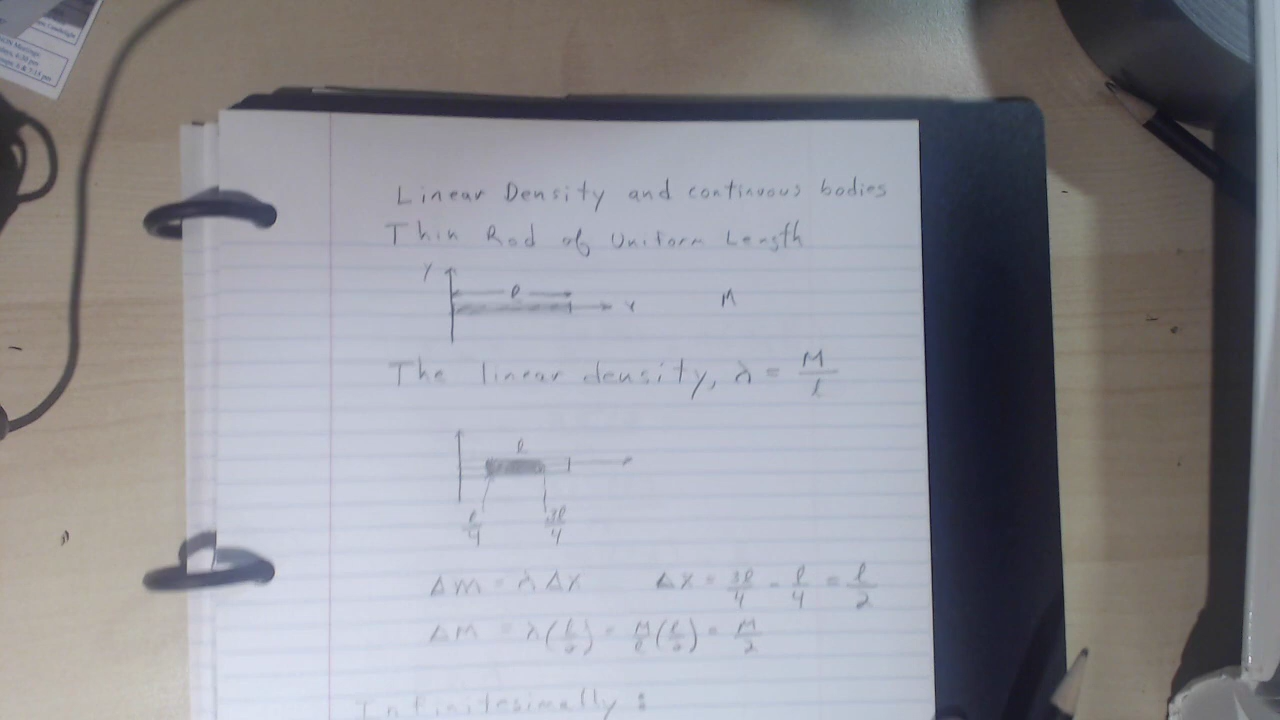 Linear Density and continuous bodies
Thin Rod of Uniform Length
Y
l
x M
The linear density, λ = M/l
l
l/4 3l/4
Δm = λΔx Δx = 3l/4 - l/4 = l/2
Δm = λ(l/2) = M/l(l/2) = M/2
Infinitesimally :